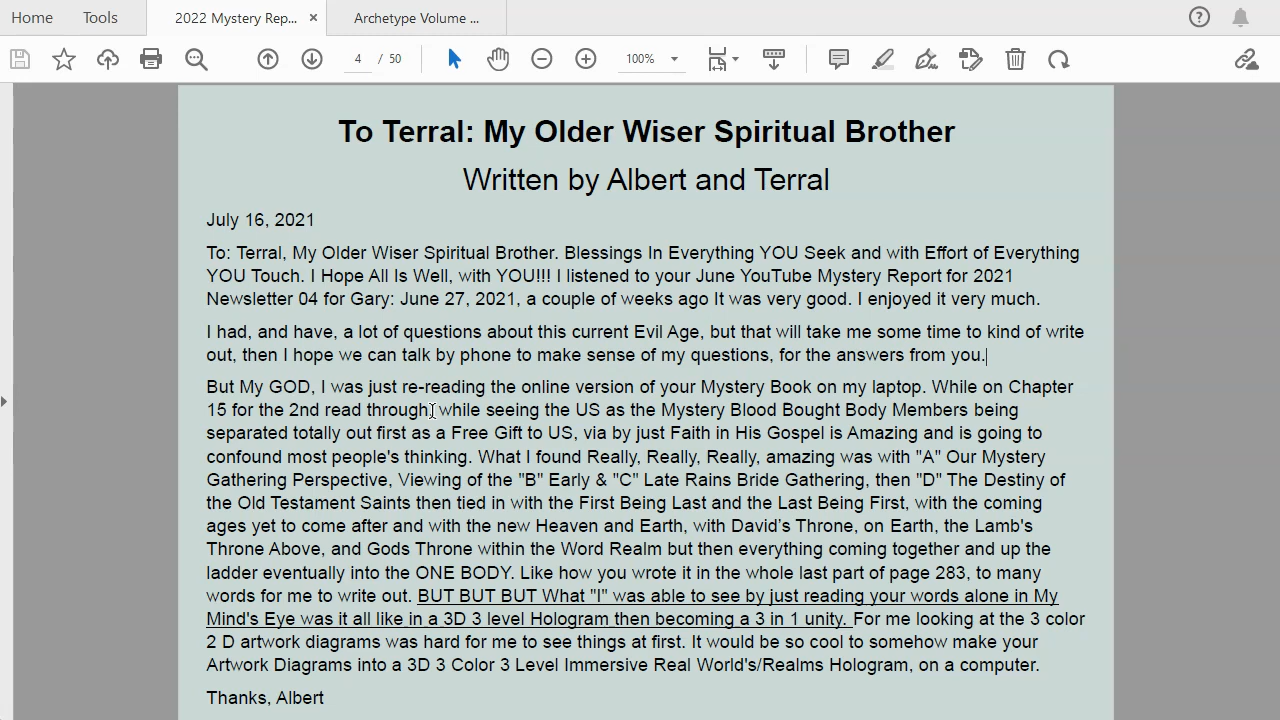 Home Tools 2022 Mystery Rep... × Archetype Volume ...
4 / 50 100%
To Terral: My Older Wiser Spiritual Brother
Written by Albert and Terral
July 16, 2021
To: Terral, My Older Wiser Spiritual Brother. Blessings In Everything YOU Seek and with Effort of Everything
YOU Touch. I Hope All Is Well, with YOU!!! I listened to your June YouTube Mystery Report for 2021
Newsletter 04 for Gary: June 27, 2021, a couple of weeks ago It was very good. I enjoyed it very much.
I had, and have, a lot of questions about this current Evil Age, but that will take me some time to kind of write
out, then I hope we can talk by phone to make sense of my questions, for the answers from you.
But My GOD, I was just re-reading the online version of your Mystery Book on my laptop. While on Chapter
15 for the 2nd read through, while seeing the US as the Mystery Blood Bought Body Members being
separated totally out first as a Free Gift to US, via by just Faith in His Gospel is Amazing and is going to
confound most people's thinking. What I found Really, Really, Really, amazing was with "A" Our Mystery
Gathering Perspective, Viewing of the "B" Early & "C" Late Rains Bride Gathering, then "D" The Destiny of
the Old Testament Saints then tied in with the First Being Last and the Last Being First, with the coming
ages yet to come after and with the new Heaven and Earth, with David’s Throne, on Earth, the Lamb's
Throne Above, and Gods Throne within the Word Realm but then everything coming together and up the
ladder eventually into the ONE BODY. Like how you wrote it in the whole last part of page 283, to many
words for me to write out. BUT BUT BUT What "I" was able to see by just reading your words alone in My
Mind's Eye was it all like in a 3D 3 level Hologram then becoming a 3 in 1 unity. For me looking at the 3 color
2 D artwork diagrams was hard for me to see things at first. It would be so cool to somehow make your
Artwork Diagrams into a 3D 3 Color 3 Level Immersive Real World's/Realms Hologram, on a computer.
Thanks, Albert